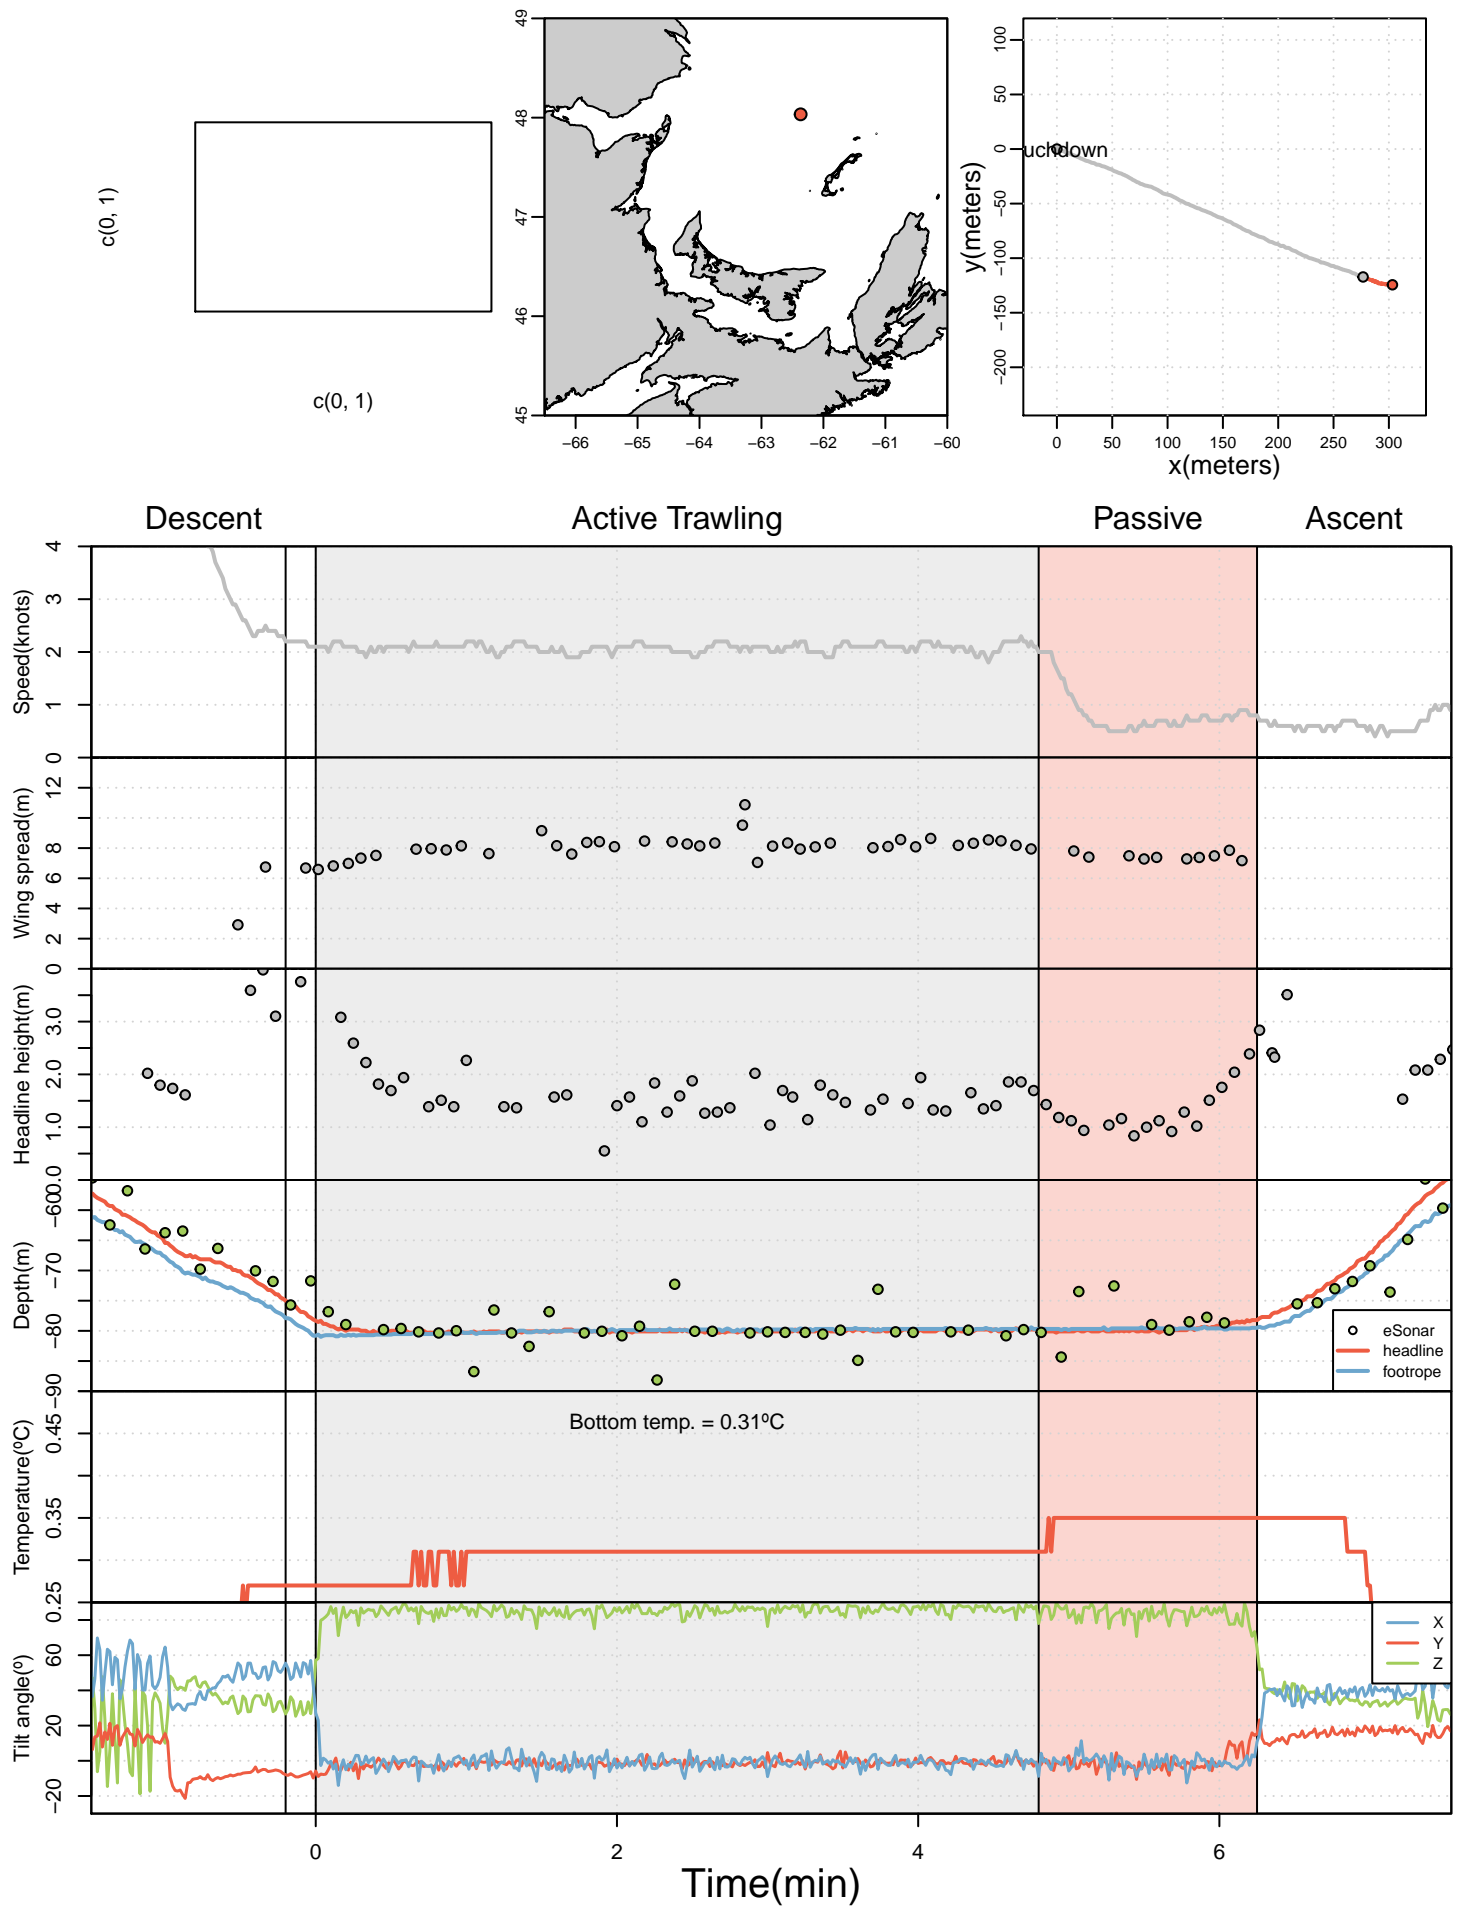 c(0, 1)
c(0, 1)
45 46 47 48 49
−66 −65 −64 −63 −62 −61 −60
y(meters)
100 50 0 −50 −100 −150 −200
uchdown
0 50 100 150 200 250 300
x(meters)
Descent Active Trawling Passive Ascent
Speed(knots)
0 1 2 3 4
Wing spread(m)
0 2 4 6 8 12
Headline height(m)
0.0 1.0 2.0 3.0
Depth(m)
−90 −80 −70 −60
eSonar
headline
footrope
Temperature(ºC)
0.25 0.35 0.45
Bottom temp. = 0.31ºC
Tilt angle(º)
−20 20 60
X
Y
Z
0 2 4 6
Time(min)